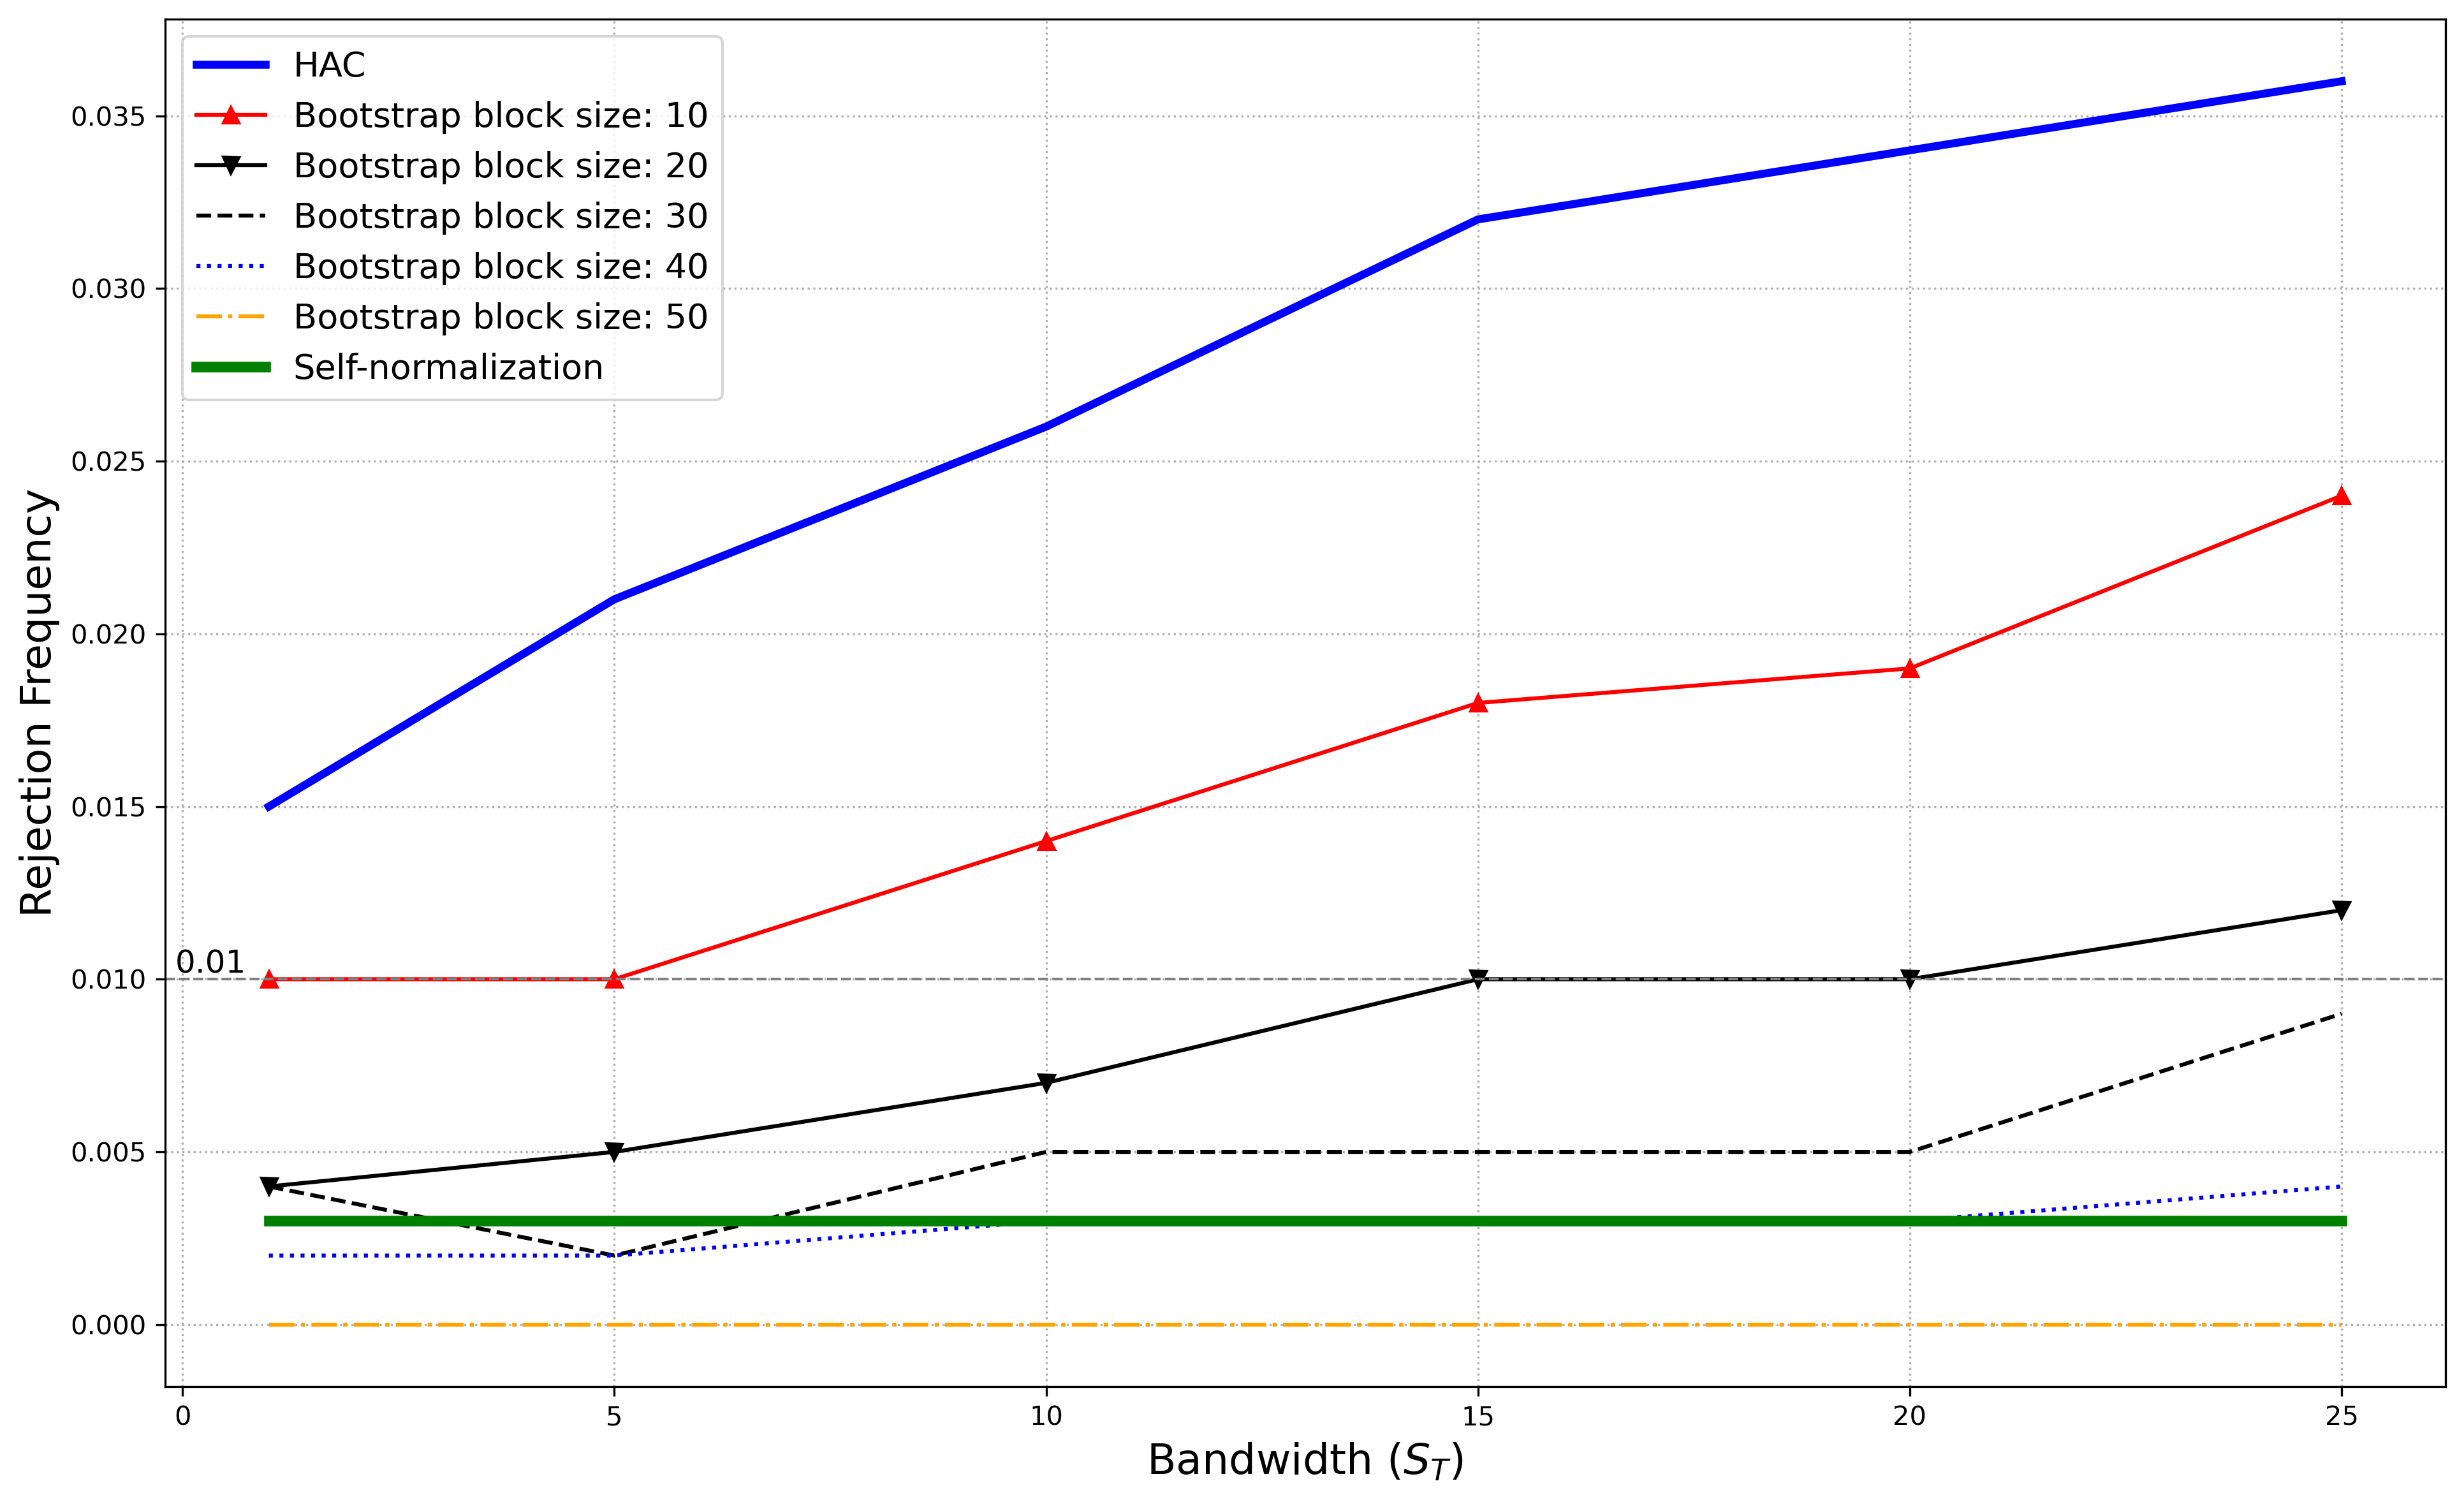 HAC
Bootstrap block size: 10
Bootstrap block size: 20
Bootstrap block size: 30
Bootstrap block size: 40
Bootstrap block size: 50
Self-normalization
Rejection Frequency
0.035
0.030
0.025
0.020
0.015
0.01
0.010
0.005
0.000
0 5 10 15 20 25
Bandwidth (S_T)